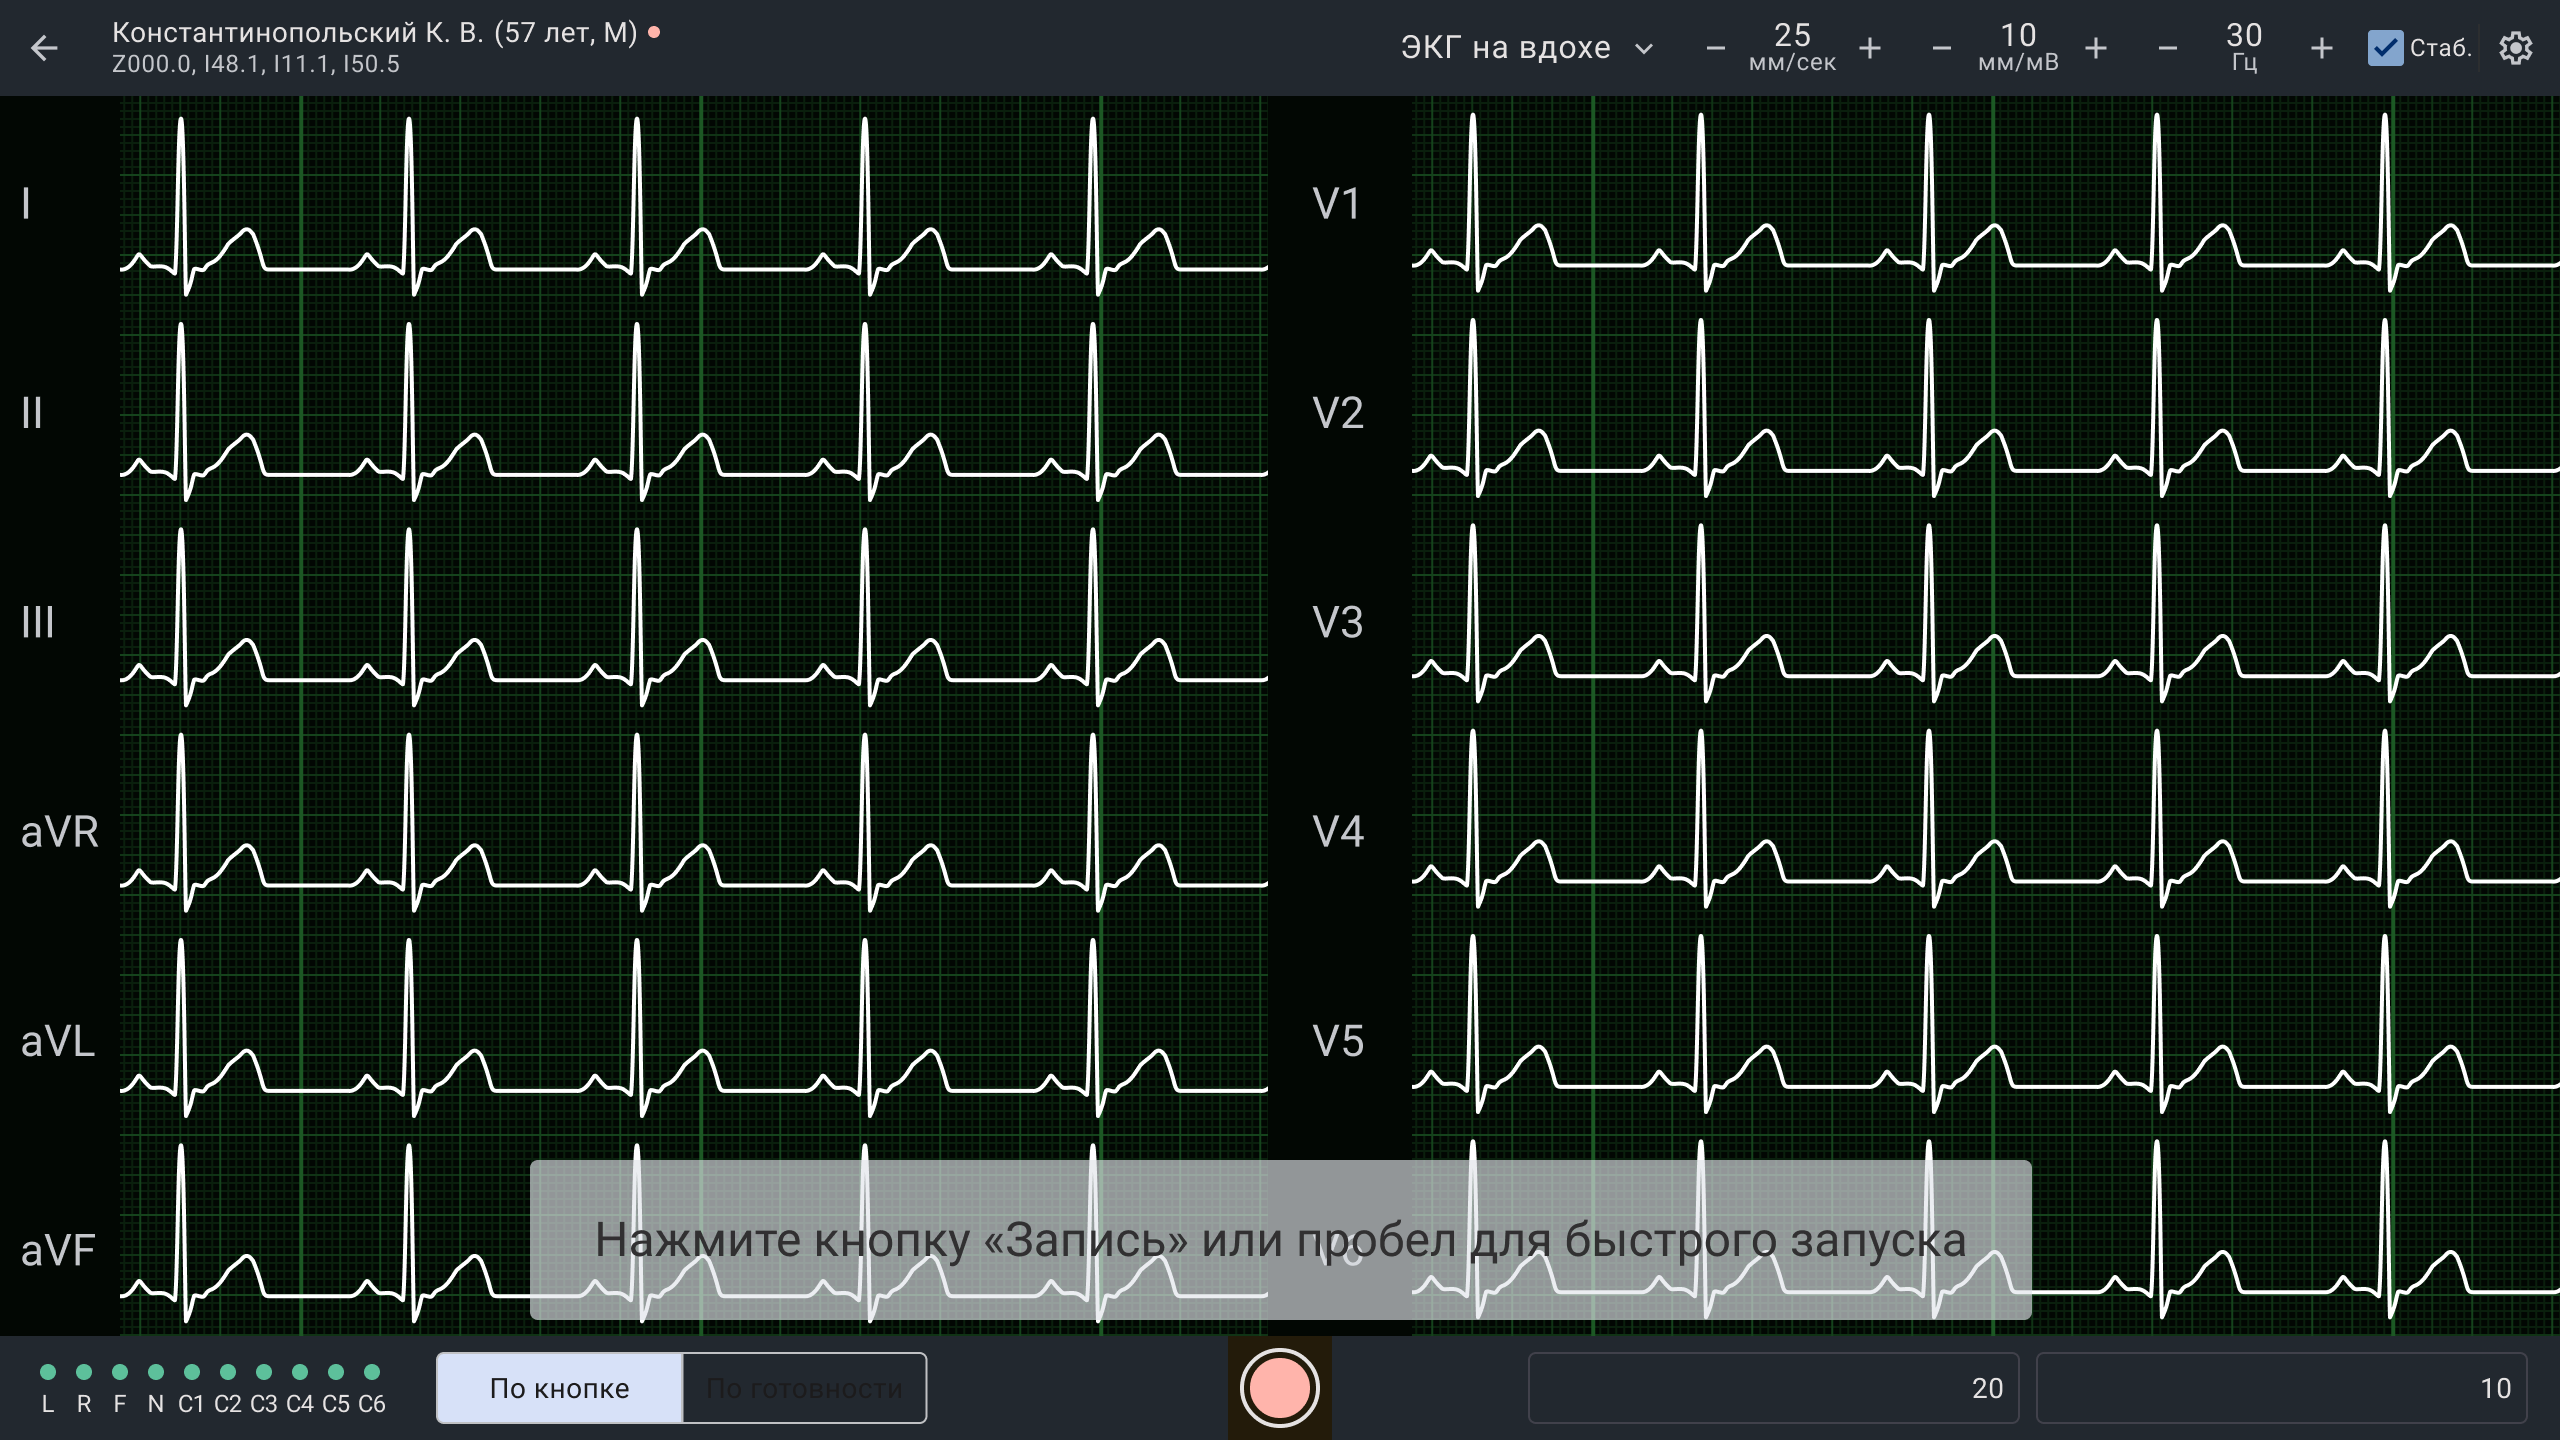 Константинопольский К. В. (57 лет, М)
Z000.0, I48.1, I11.1, I50.5
ЭКГ на вдохе
25
мм/сек
10
мм/мВ
30
Гц
Стаб.
I
II
III
aVR
aVL
aVF
V1
V2
V3
V4
V5
V6
Нажмите кнопку «Запись» или пробел для быстрого запуска
L R F N C1 C2 C3 C4 C5 C6
По кнопке
По готовности
20
10